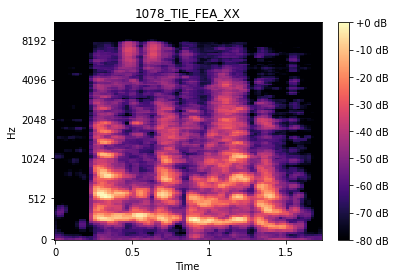 1078_TIE_FEA_XX
+0 dB
8192
-10 dB
4096
-20 dB
-30 dB
2048
Hz
-40 dB
1024
-50 dB
512
-60 dB
-70 dB
0
-80 dB
0
0.5
1
1.5
Time